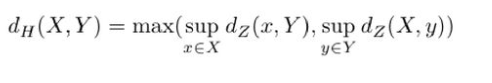 d_H(X, Y) = max(sup_{x∈X} d_Z(x, Y), sup_{y∈Y} d_Z(X, y))